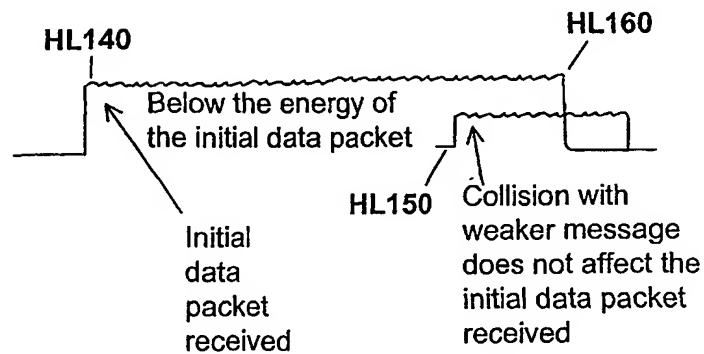 HL140
HL160
Below the energy of
the initial data packet
HL150
Initial
data
packet
received
Collision with
weaker message
does not affect the
initial data packet
received